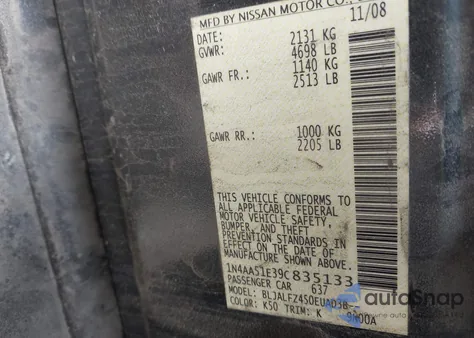 MFD BY NISSAN MOTOR CO.,
DATE: 11/08
GVWR: 2131 KG
4698 LB
GAWR FR.: 1140 KG
2513 LB
GAWR RR.: 1000 KG
2205 LB
THIS VEHICLE CONFORMS TO
ALL APPLICABLE FEDERAL
MOTOR VEHICLE SAFETY,
BUMPER, AND THEFT
PREVENTION STANDARDS IN
EFFECT ON THE DATE OF
MANUFACTURE SHOWN ABOVE.
1N4AA51E39C835133
PASSENGER CAR 637
MODEL: BLJALFZ4S0EUAD38--
COLOR: K50 TRIM: K 9N00A
autoSnap